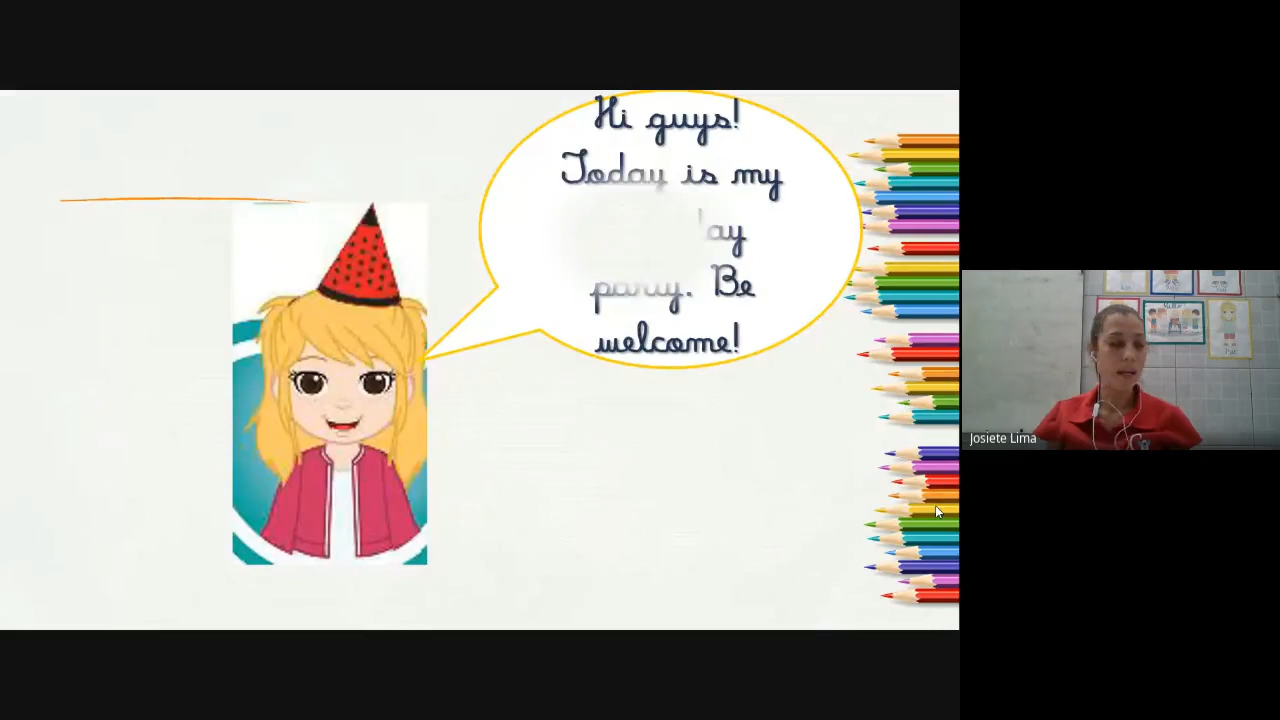 Hi guys!
Today is my
party. Be
welcome!
Josiete Lima